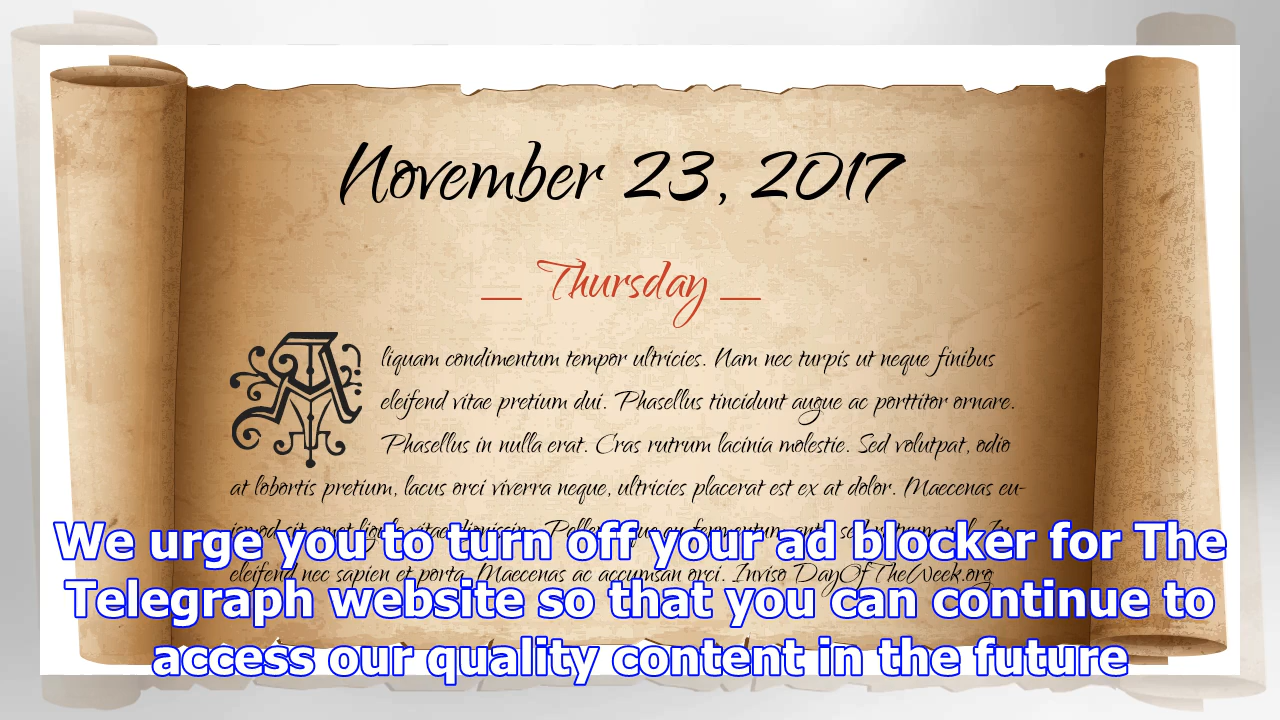 November 23, 2017
Thursday
Aliquam condimentum tempor ultricies. Nam nec turpis ut neque finibus
eleifend vitae pretium dui. Phasellus tincidunt augue ac porttitor ornare.
Phasellus in nulla erat. Cras rutrum lacinia molestie. Sed volutpat, odio
at lobortis pretium, lacus orci viverra neque, ultricies placerat est ex at dolor. Maecenas eu-
eleifend nec sapien et porta. Maecenas ac accumsan orci. Inviso DayOfTheWeek.org
We urge you to turn off your ad blocker for The
Telegraph website so that you can continue to
access our quality content in the future